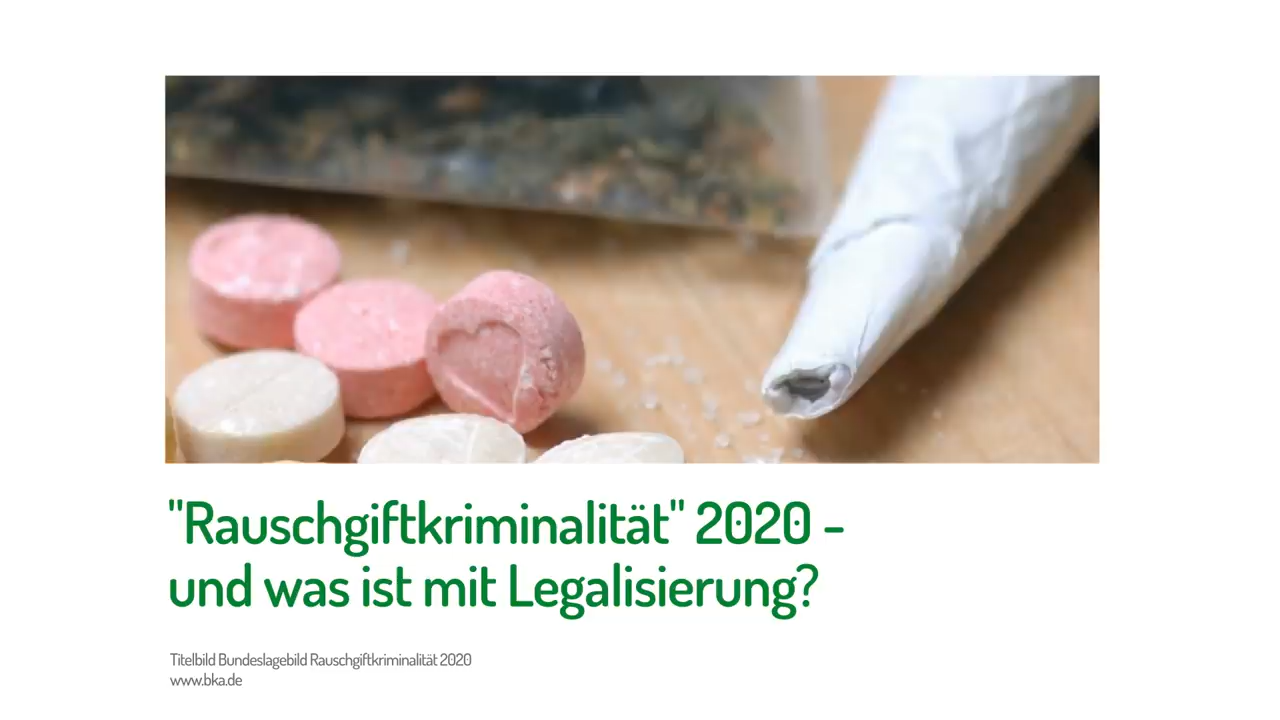 "Rauschgiftkriminalität" 2020 -
und was ist mit Legalisierung?
Titelbild Bundeslagebild Rauschgiftkriminalität 2020
www.bka.de